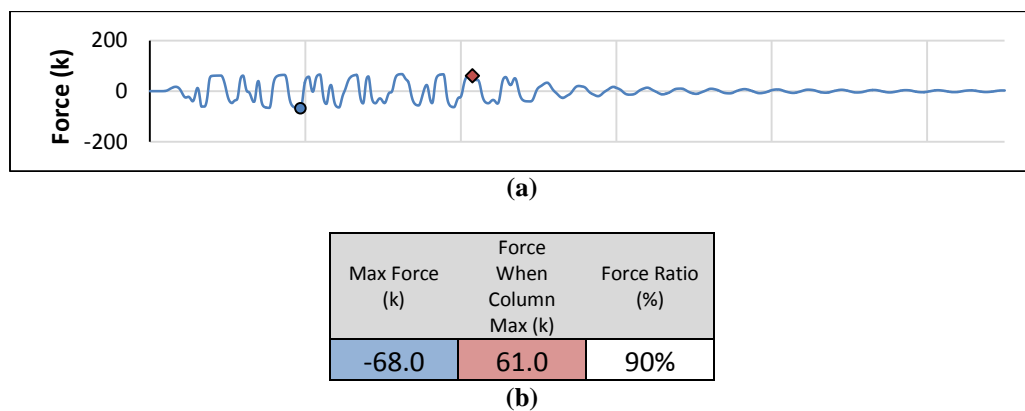 200
0
-200
Force (k)
(a)
Max Force
(k)
Force
When
Column
Max (k)
Force Ratio
(%)
-68.0 61.0 90%
(b)